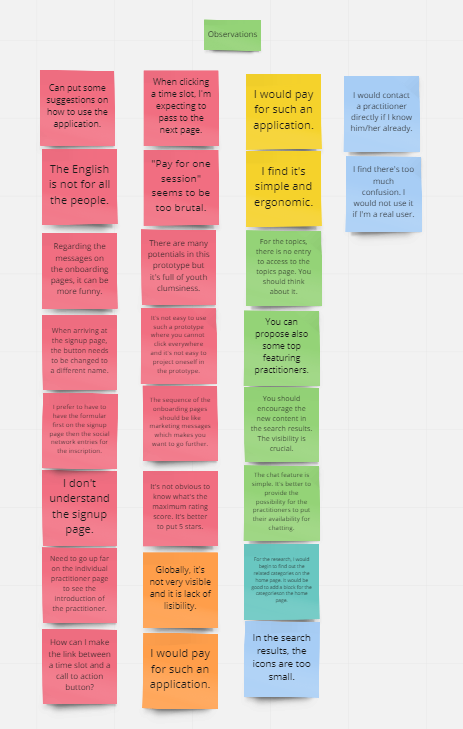 Observations
Can put some
suggestions on
how to use the
application.
The English
is not for all
the people.
Regarding the
messages on
the onboarding
pages, it can be
more funny.
When arriving at
the signup page,
the button needs
to be changed to
a different name.
I prefer to have to
have the formular
first on the signup
page then the social
network entries for
the inscription.
I don't
understand
the signup
page.
Need to go up far
on the individual
practitioner page
to see the
introduction of
the practitioner.
How can I make
the link between
a time slot and a
call to action
button?
When clicking
a time slot, I'm
expecting to
pass to the
next page.
"Pay for one
session"
seems to be
too brutal.
There are many
potentials in this
prototype but
it's full of youth
clumsiness.
It's not easy to use
such a prototype
where you cannot
click everywhere
and it's not easy to
project oneself in
the prototype.
The sequence of the
onboarding pages
should be like
marketing messages
which makes you
want to go further.
It's not obvious to
know what's the
maximum rating
score. It's better
to put 5 stars.
Globally, it's
not very visible
and it is lack of
lisibility.
I would pay
for such an
application.
I would pay
for such an
application.
I find it's
simple and
ergonomic.
For the topics,
there is no entry
to access to the
topics page. You
should think
about it.
You can
propose also
some top
featuring
practitioners.
You should
encourage the
new content in
the search results.
The visibility is
crucial.
The chat feature is
simple. It's better to
provide the
possibility for the
practitioners to put
their availability for
chatting.
For the research, I would
begin to find out the
related categories on the
home page. It would be
good to add a block for the
categories on the home
page.
In the search
results, the
icons are too
small.
I would contact
a practitioner
directly if I know
him/her already.
I find there's too
much
confusion. I
would not use it
if I'm a real user.